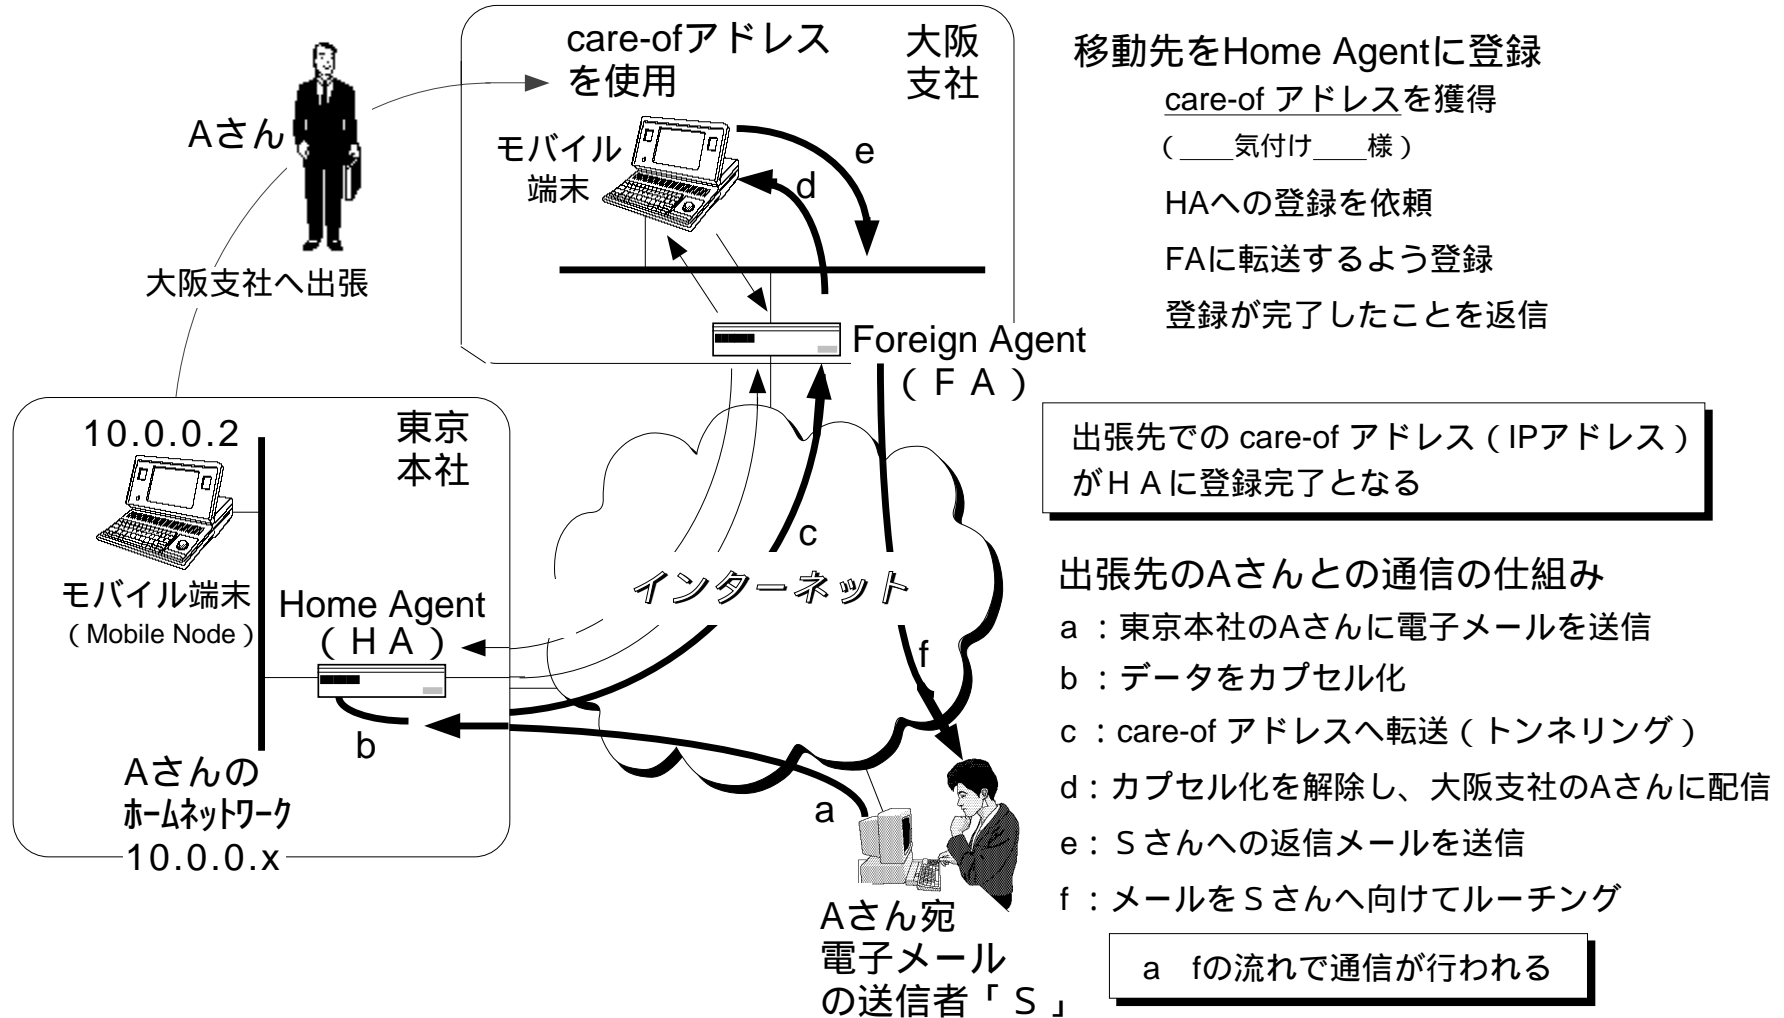 care-ofアドレス
を使用
大阪
支社
Aさん
モバイル
端末
e
d
大阪支社へ出張
Foreign Agent
(FA)
移動先をHome Agentに登録
care-of アドレスを獲得
(____気付け____様)
HAへの登録を依頼
FAに転送するよう登録
登録が完了したことを返信
10.0.0.2
東京
本社
モバイル端末
(Mobile Node)
Home Agent
(HA)
b
Aさんの
ホームネットワーク
10.0.0.x
c
インターネット
f
a
Aさん宛
電子メール
の送信者「S」
出張先での care-of アドレス(IPアドレス)
がHAに登録完了となる
出張先のAさんとの通信の仕組み
a:東京本社のAさんに電子メールを送信
b:データをカプセル化
c:care-of アドレスへ転送(トンネリング)
d:カプセル化を解除し、大阪支社のAさんに配信
e:Sさんへの返信メールを送信
f:メールをSさんへ向けてルーチング
a fの流れで通信が行われる